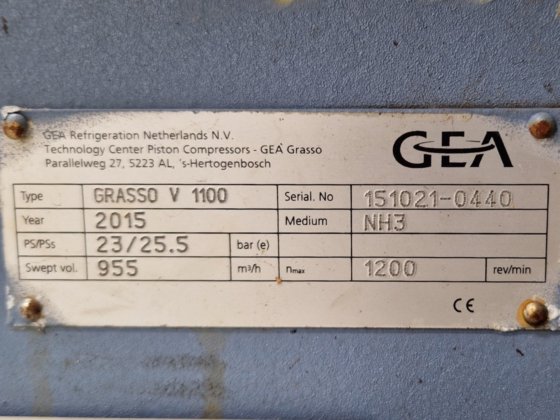 GEA Refrigeration Netherlands N.V.
Technology Center Piston Compressors - GEA Grasso
Parallelweg 27, 5223 AL, 's-Hertogenbosch
GEA
Type GRASSO V 1100 Serial. No 151021-0440
Year 2015 Medium NH3
PS/PSs 23/25.5 bar (e)
Swept vol. 955 m³/h nmax 1200 rev/min
CE